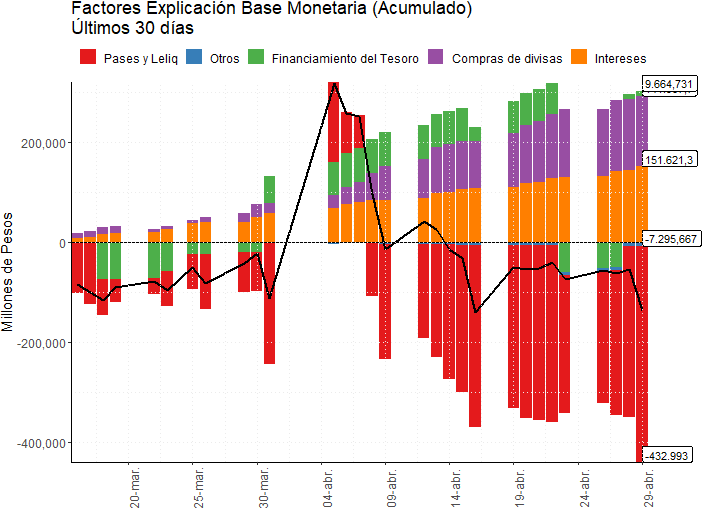 Factores Explicación Base Monetaria (Acumulado)
Últimos 30 días
Pases y Leliq
Otros
Financiamiento del Tesoro
Compras de divisas
Intereses
Millones de Pesos
200,000
0
-200,000
-400,000
9.664,731
151.621,3
-7.295,667
-432.993
20-mar.
25-mar.
30-mar.
04-abr.
09-abr.
14-abr.
19-abr.
24-abr.
29-abr.